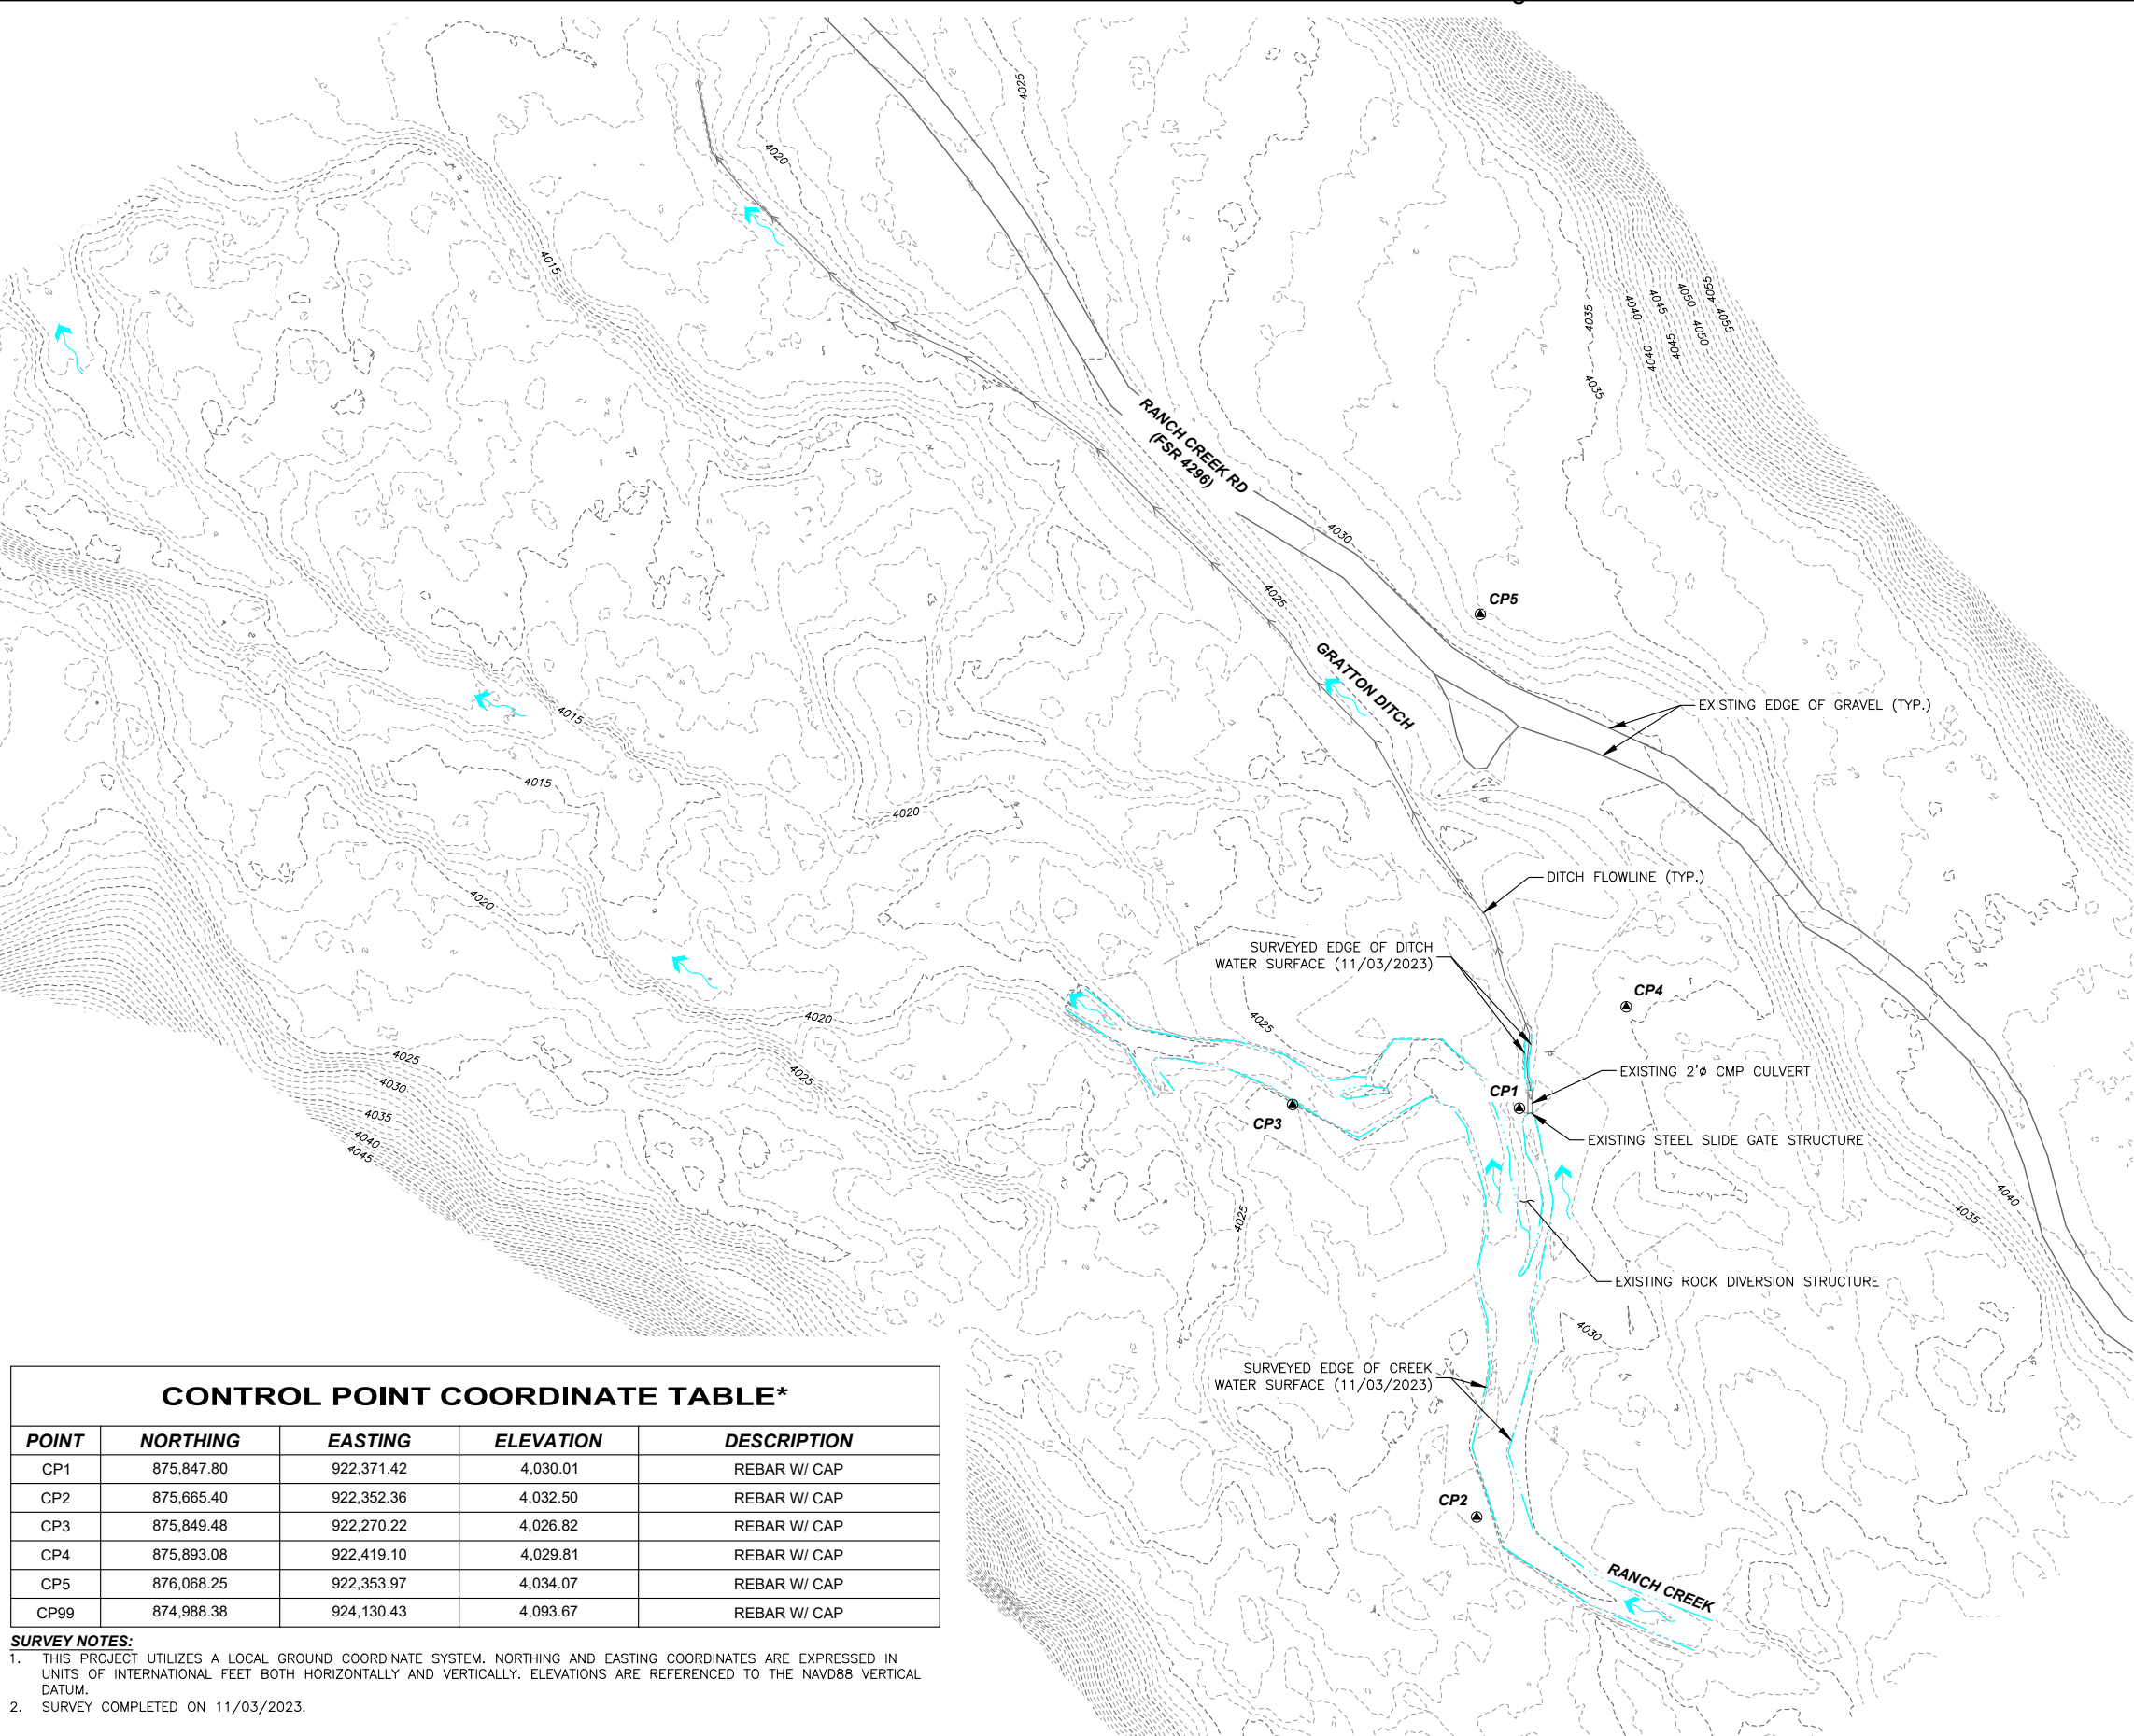 4025
4020
4015
4055
4050
4045
4040
4055
4050
4045
4040
4035
4035
RANCH CREEK RD
(FSR 4296)
4030
4025
CP5
GRATTON DITCH
EXISTING EDGE OF GRAVEL (TYP.)
4015
4015
4020
DITCH FLOWLINE (TYP.)
4020
SURVEYED EDGE OF DITCH
WATER SURFACE (11/03/2023)
CP4
4020
4025
4025
4030
4035
4040
4045
4025
EXISTING 2'ø CMP CULVERT
CP1
CP3
EXISTING STEEL SLIDE GATE STRUCTURE
4025
4040
4035
EXISTING ROCK DIVERSION STRUCTURE
4030
SURVEYED EDGE OF CREEK
WATER SURFACE (11/03/2023)
CP2
RANCH CREEK
CONTROL POINT COORDINATE TABLE*
POINT NORTHING EASTING ELEVATION DESCRIPTION
CP1 875,847.80 922,371.42 4,030.01 REBAR W/ CAP
CP2 875,665.40 922,352.36 4,032.50 REBAR W/ CAP
CP3 875,849.48 922,270.22 4,026.82 REBAR W/ CAP
CP4 875,893.08 922,419.10 4,029.81 REBAR W/ CAP
CP5 876,068.25 922,353.97 4,034.07 REBAR W/ CAP
CP99 874,988.38 924,130.43 4,093.67 REBAR W/ CAP
SURVEY NOTES:
1. THIS PROJECT UTILIZES A LOCAL GROUND COORDINATE SYSTEM. NORTHING AND EASTING COORDINATES ARE EXPRESSED IN
UNITS OF INTERNATIONAL FEET BOTH HORIZONTALLY AND VERTICALLY. ELEVATIONS ARE REFERENCED TO THE NAVD88 VERTICAL
DATUM.
2. SURVEY COMPLETED ON 11/03/2023.